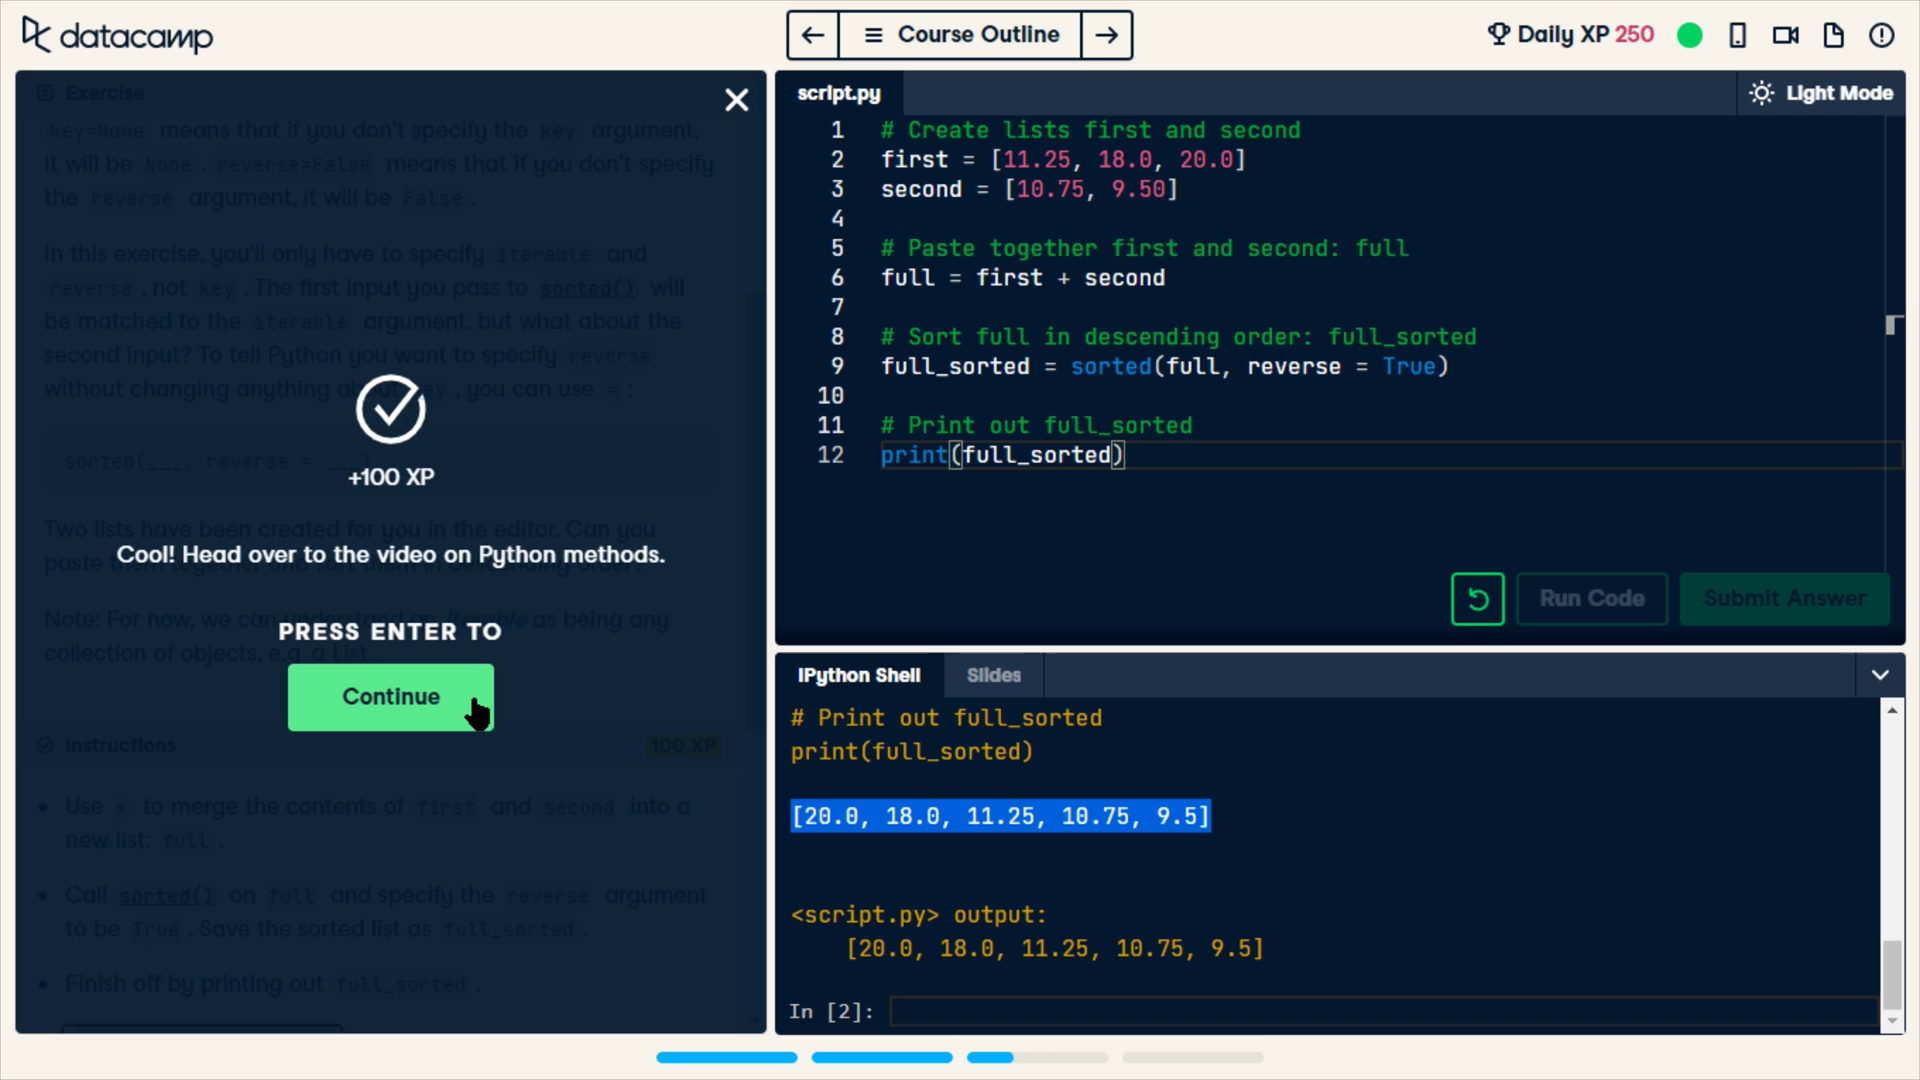 datacamp
Course Outline
Daily XP 250
Exercise
key=None means that if you don't specify the key argument,
it will be None. reverse=False means that if you don't specify
the reverse argument, it will be False.
In this exercise, you'll only have to specify iterable and
reverse, not key. The first input you pass to sorted() will
be matched to the iterable argument, but what about the
second input? To tell Python you want to specify reverse
without changing anything about key, you can use =:
sorted(___, reverse = ___)
+100 XP
Two lists have been created for you in the editor. Can you
Cool! Head over to the video on Python methods.
paste them together and sort them in descending order?
Note: For now, we can understand an iterable as being any
PRESS ENTER TO
collection of objects, e.g. a List.
Continue
Instructions
100 XP
• Use + to merge the contents of first and second into a
new list: full.
• Call sorted() on full and specify the reverse argument
to be True. Save the sorted list as full_sorted.
• Finish off by printing out full_sorted.
script.py
Light Mode
1 # Create lists first and second
2 first = [11.25, 18.0, 20.0]
3 second = [10.75, 9.50]
4
5 # Paste together first and second: full
6 full = first + second
7
8 # Sort full in descending order: full_sorted
9 full_sorted = sorted(full, reverse = True)
10
11 # Print out full_sorted
12 print(full_sorted)
Run Code
Submit Answer
IPython Shell
Slides
# Print out full_sorted
print(full_sorted)
[20.0, 18.0, 11.25, 10.75, 9.5]
<script.py> output:
[20.0, 18.0, 11.25, 10.75, 9.5]
In [2]: